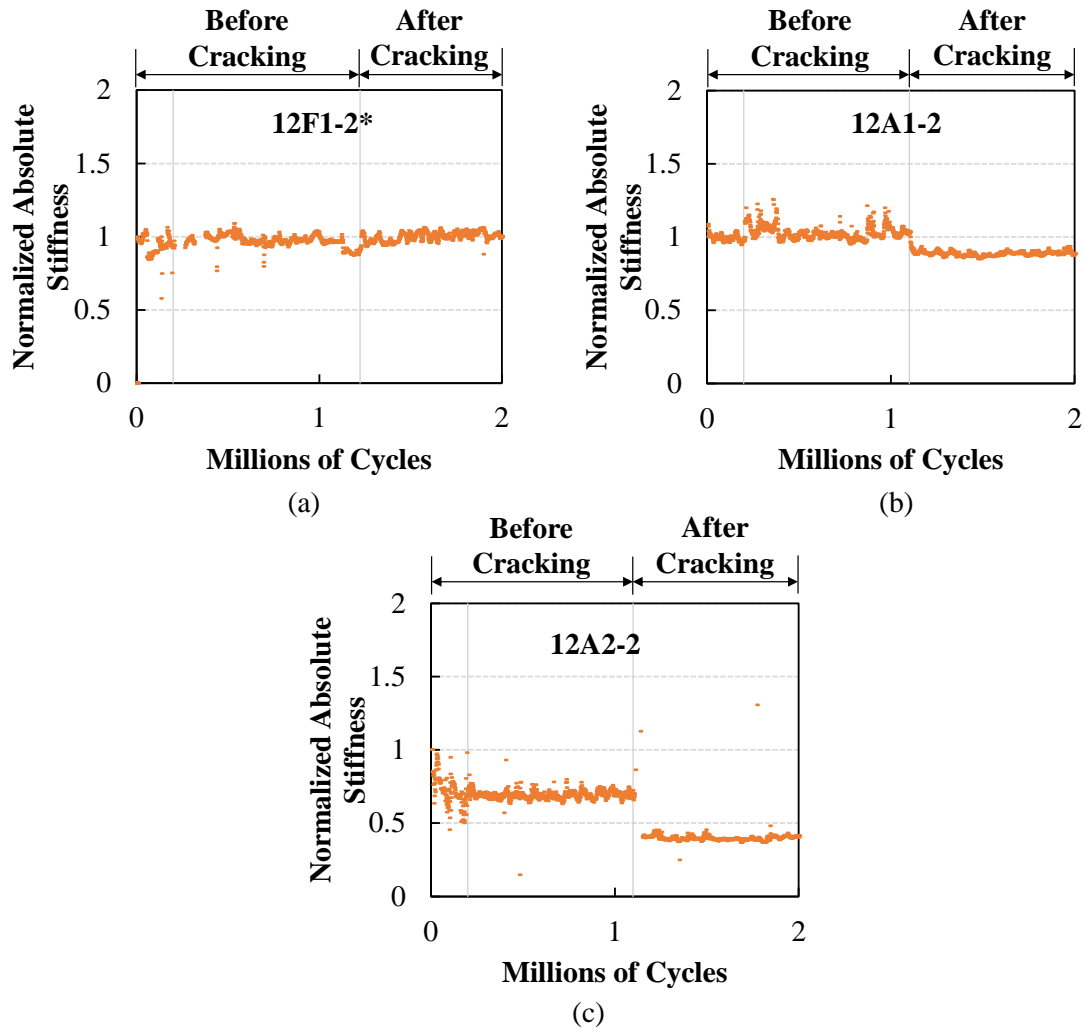 Before
Cracking
After
Cracking
Normalized Absolute
Stiffness
2
1.5
1
0.5
0
12F1-2*
0
1
2
Millions of Cycles
(a)
Before
Cracking
After
Cracking
Normalized Absolute
Stiffness
2
1.5
1
0.5
0
12A1-2
0
1
2
Millions of Cycles
(b)
Before
Cracking
After
Cracking
Normalized Absolute
Stiffness
2
1.5
1
0.5
0
12A2-2
0
1
2
Millions of Cycles
(c)